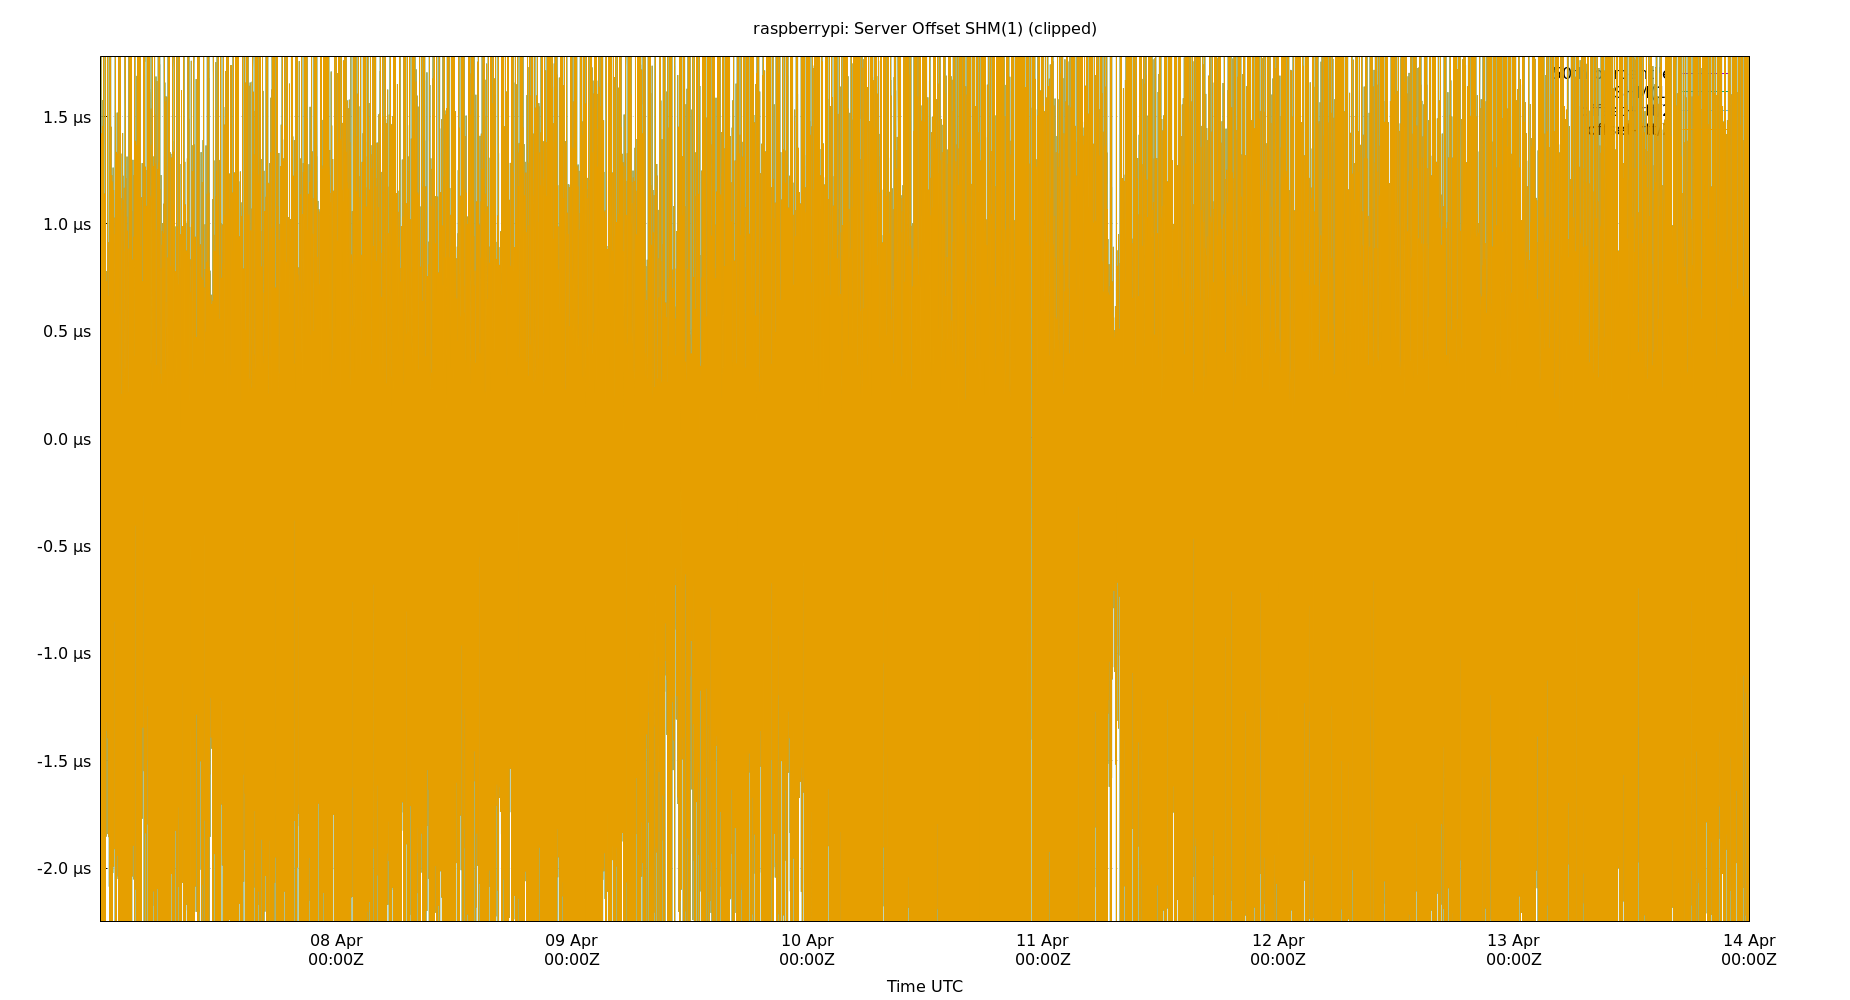 raspberrypi: Server Offset SHM(1) (clipped)
1.5 µs
1.0 µs
0.5 µs
0.0 µs
-0.5 µs
-1.0 µs
-1.5 µs
-2.0 µs
08 Apr 09 Apr 10 Apr 11 Apr 12 Apr 13 Apr 14 Apr
00:00Z 00:00Z 00:00Z 00:00Z 00:00Z 00:00Z 00:00Z
Time UTC